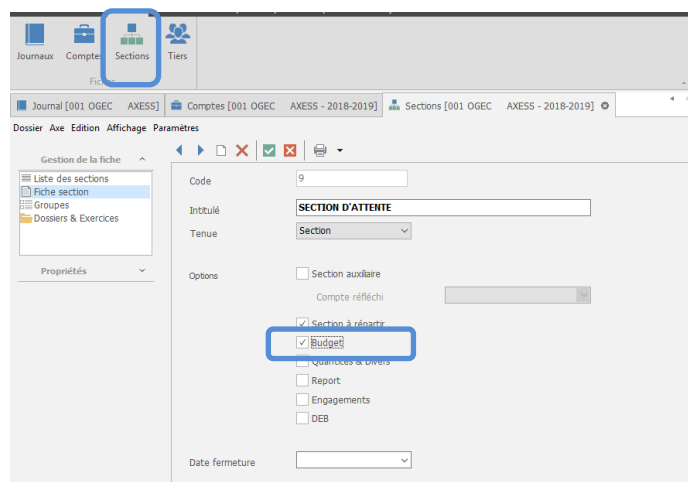 Journaux Comptes Sections Tiers
Journal [001 OGEC AXESS] Comptes [001 OGEC AXESS - 2018-2019] Sections [001 OGEC AXESS - 2018-2019]
Dossier Axe Edition Affichage Paramètres
Gestion de la fiche
Liste des sections
Fiche section
Groupes
Dossiers & Exercices
Propriétés
Code 9
Intitulé SECTION D'ATTENTE
Tenue Section
Options Section auxiliaire
Compte réfléchi
Section à répartir
Budget
Quantités & Divers
Report
Engagements
DEB
Date fermeture